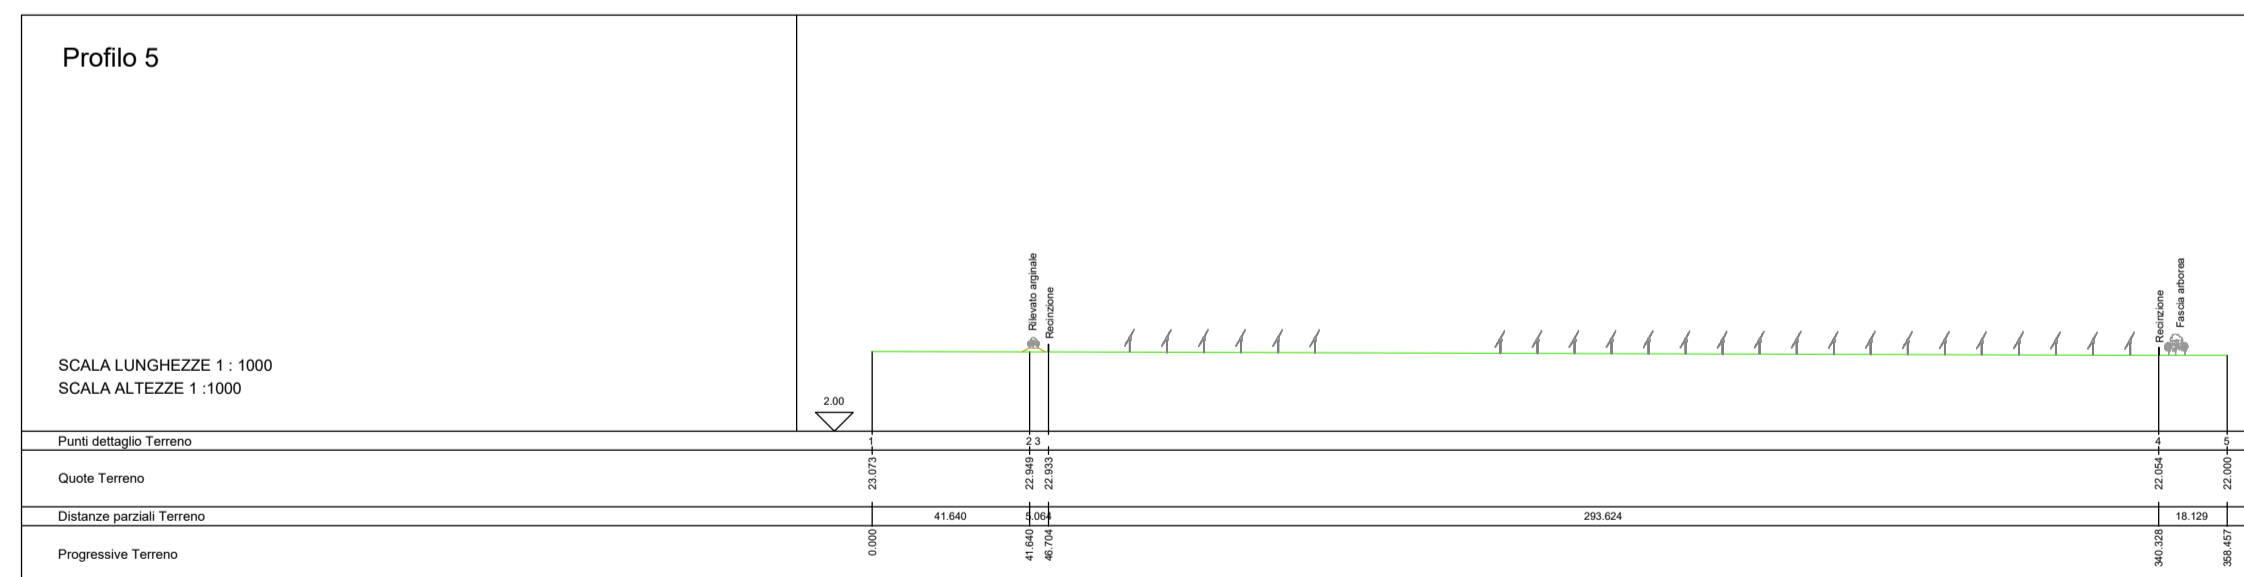 Profilo 5
Rilevato arginale
Recinzione
Recinzione
Fascia arborea
SCALA LUNGHEZZE 1 : 1000
SCALA ALTEZZE 1 :1000
2.00
Punti dettaglio Terreno 1 2 3 4 5
Quote Terreno 23.073 22.949 22.933 22.054 22.000
Distanze parziali Terreno 41.640 5.064 293.624 18.129
Progressive Terreno 0.000 41.640 46.704 340.328 358.457